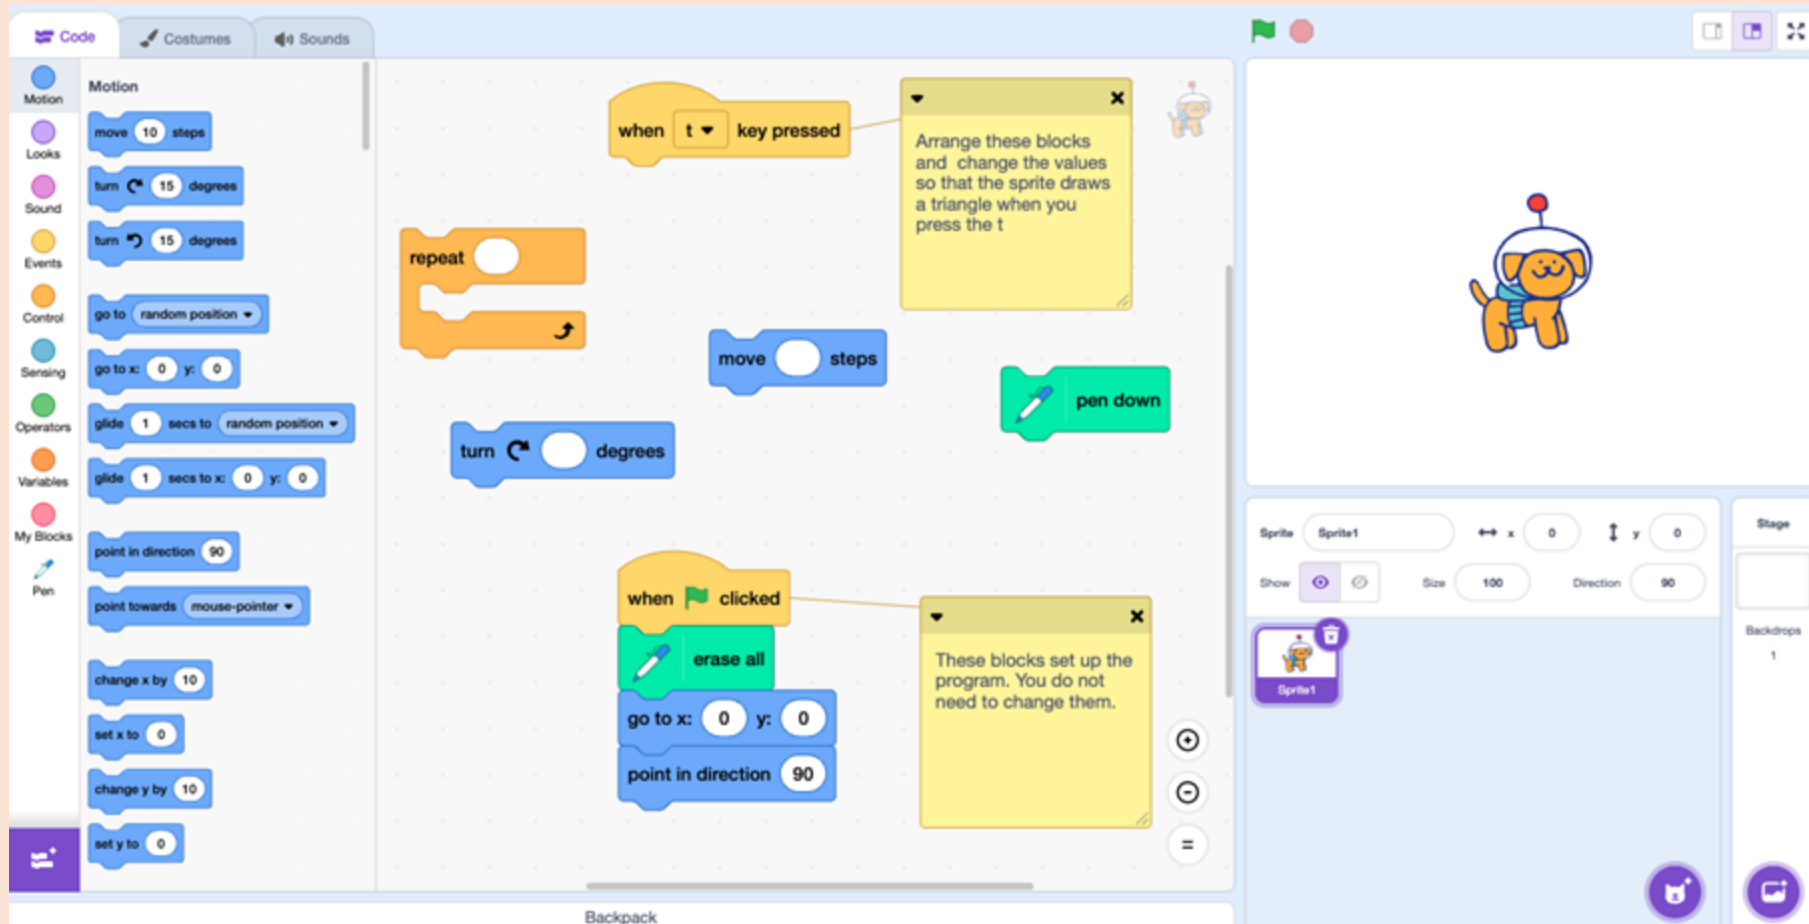 Code
Costumes
Sounds
Motion
Looks
Sound
Events
Control
Sensing
Operators
Variables
My Blocks
Pen
Motion
move 10 steps
turn 15 degrees
turn 15 degrees
go to random position
go to x: 0 y: 0
glide 1 secs to random position
glide 1 secs to x: 0 y: 0
point in direction 90
point towards mouse-pointer
change x by 10
set x to 0
change y by 10
set y to 0
when t key pressed
Arrange these blocks
and change the values
so that the sprite draws
a triangle when you
press the t
repeat
move steps
pen down
turn degrees
when clicked
erase all
go to x: 0 y: 0
point in direction 90
These blocks set up the
program. You do not
need to change them.
Backpack
Sprite Sprite1 x 0 y 0
Show Size 100 Direction 90
Sprite1
Stage
Backdrops
1